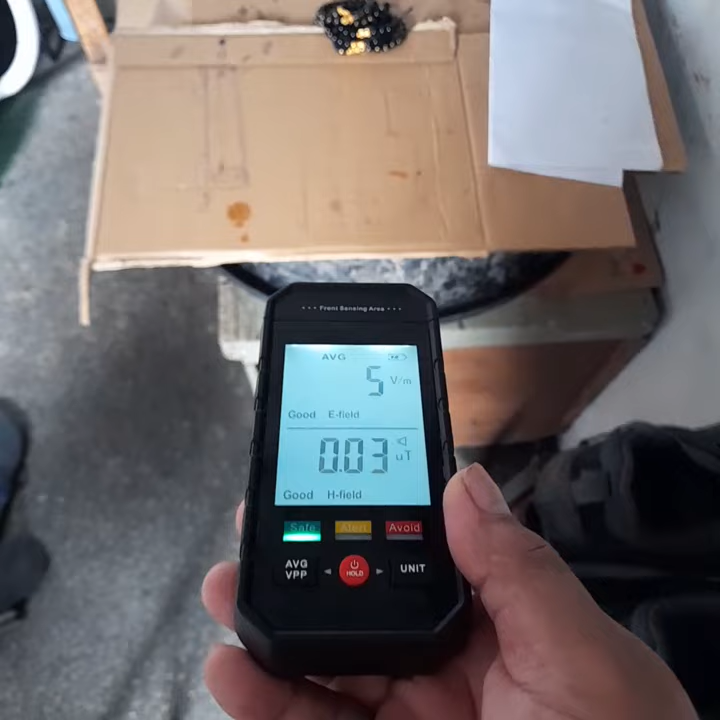 ••• Front Sensing Area •••
AVG
5 V/m
Good E-field
0.03 uT
Good H-field
Safe Alert Avoid
AVG VPP
HOLD
UNIT